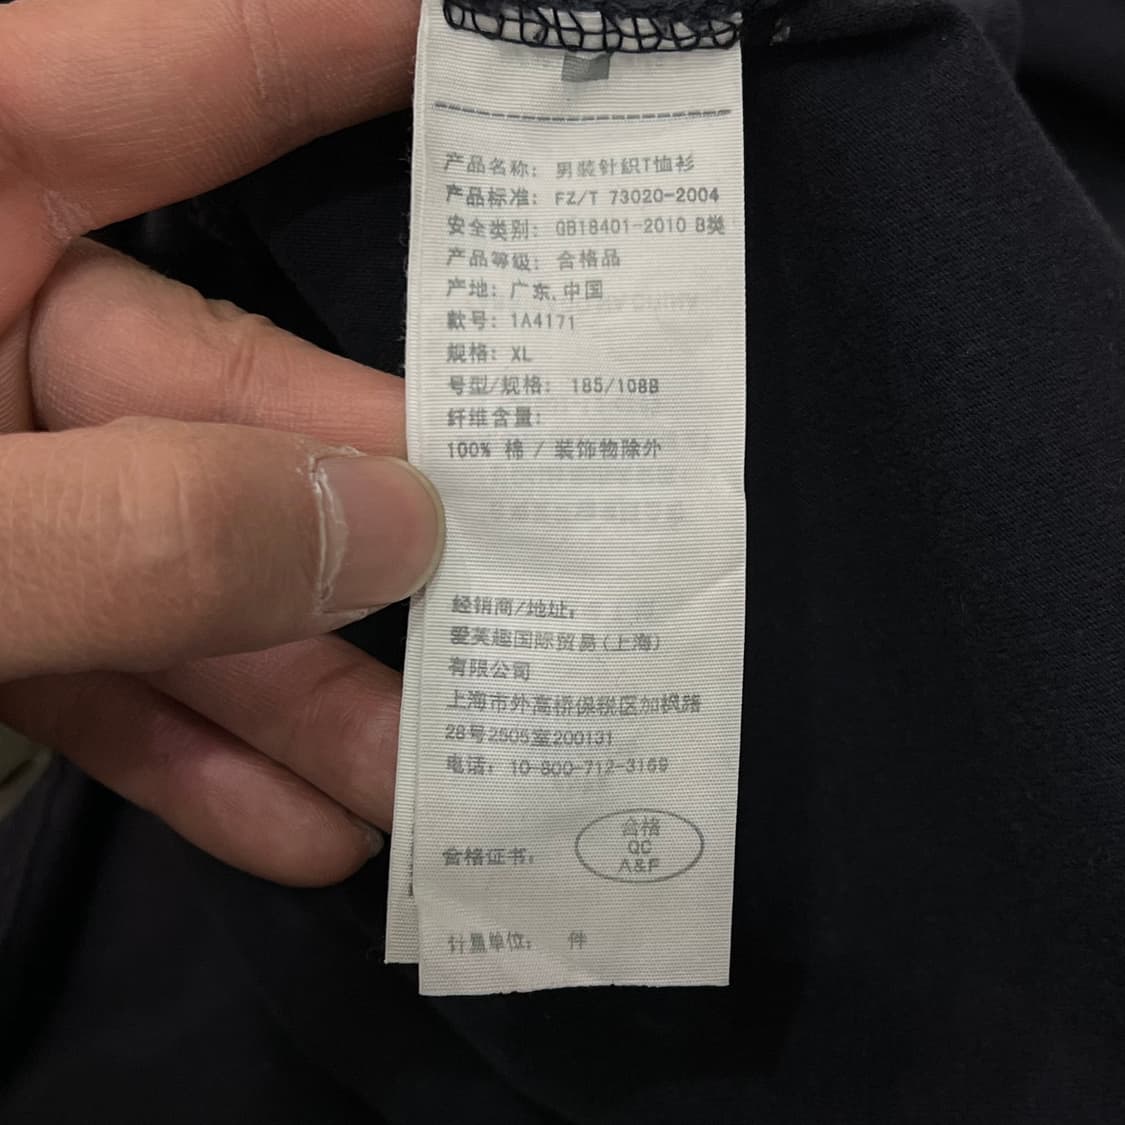 产品名称：男装针织T恤衫
产品标准：FZ/T 73020-2004
安全类别：GB18401-2010 B类
产品等级：合格品
产地：广东,中国
款号：1A4171
规格：XL
号型/规格：185/108B
纤维含量：
100% 棉 / 装饰物除外
经销商/地址：
爱芙趣国际贸易(上海)
有限公司
上海市外高桥保税区加枫路
28号2505室200131
电话：10-800-712-3169
合格证书：
合格
QC
A&F
计量单位： 件